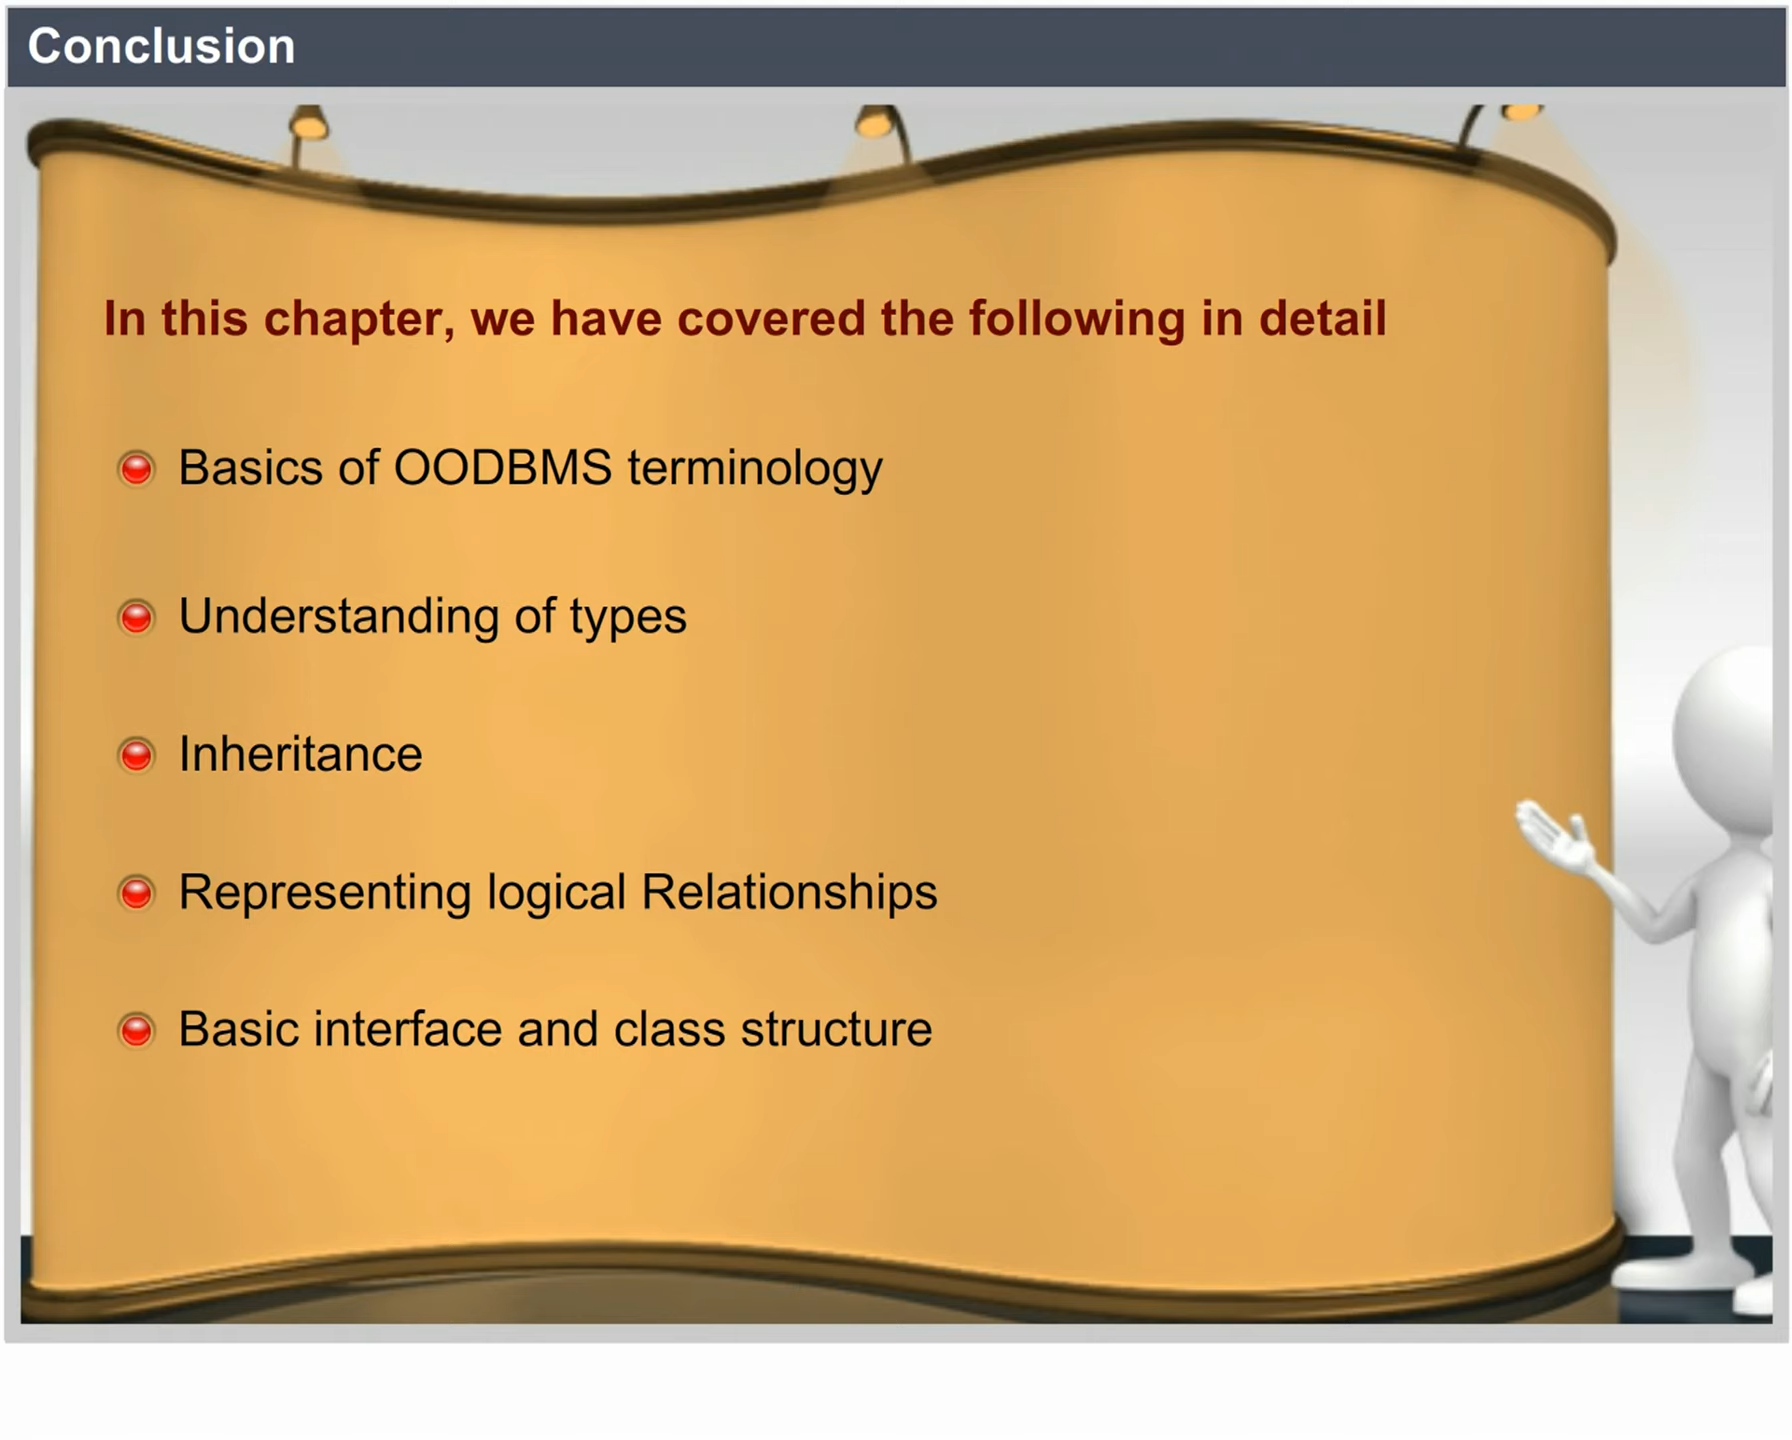 Conclusion
In this chapter, we have covered the following in detail
Basics of OODBMS terminology
Understanding of types
Inheritance
Representing logical Relationships
Basic interface and class structure